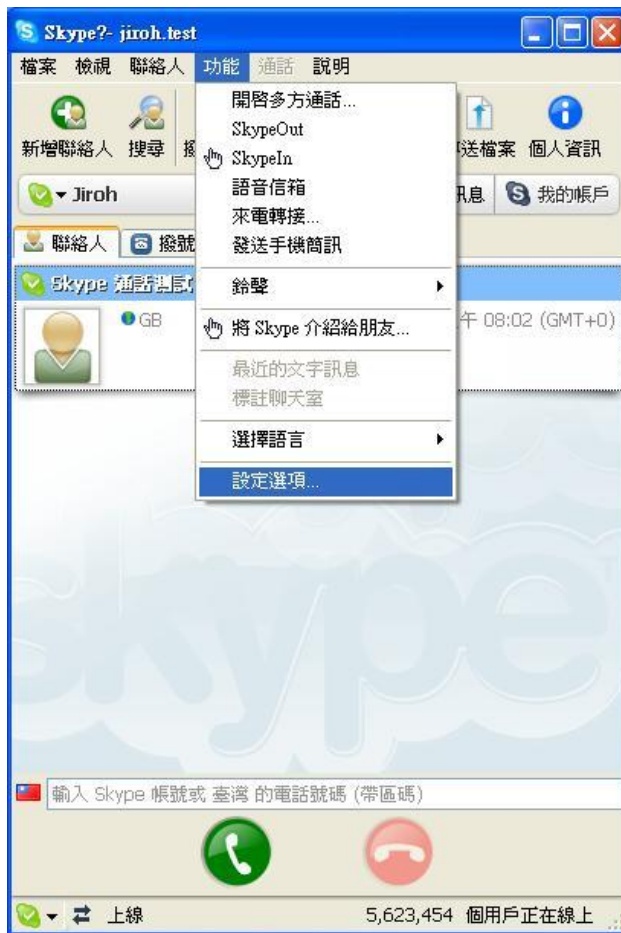 Skype?- jiroh.test
檔案 檢視 聯絡人 功能 通話 說明
新增聯絡人 搜尋 送檔案 個人資訊
Jiroh 我的帳戶
聯絡人 撥號
Skype 通話測試
GB 08:02 (GMT+0)
開啓多方通話...
SkypeOut
SkypeIn
語音信箱
來電轉接...
發送手機簡訊
鈴聲
將 Skype 介紹給朋友...
最近的文字訊息
標註聊天室
選擇語言
設定選項...
skype
輸入 Skype 帳號或 臺灣 的電話號碼 (帶區碼)
上線 5,623,454 個用戶正在線上